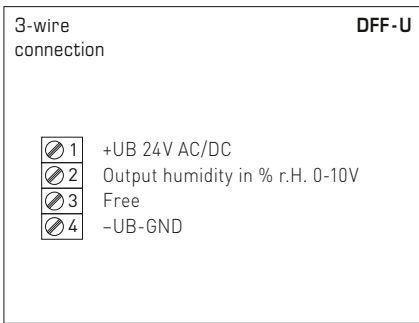 3-wire DFF-U
connection
1 +UB 24V AC/DC
2 Output humidity in % r.H. 0-10V
3 Free
4 –UB-GND